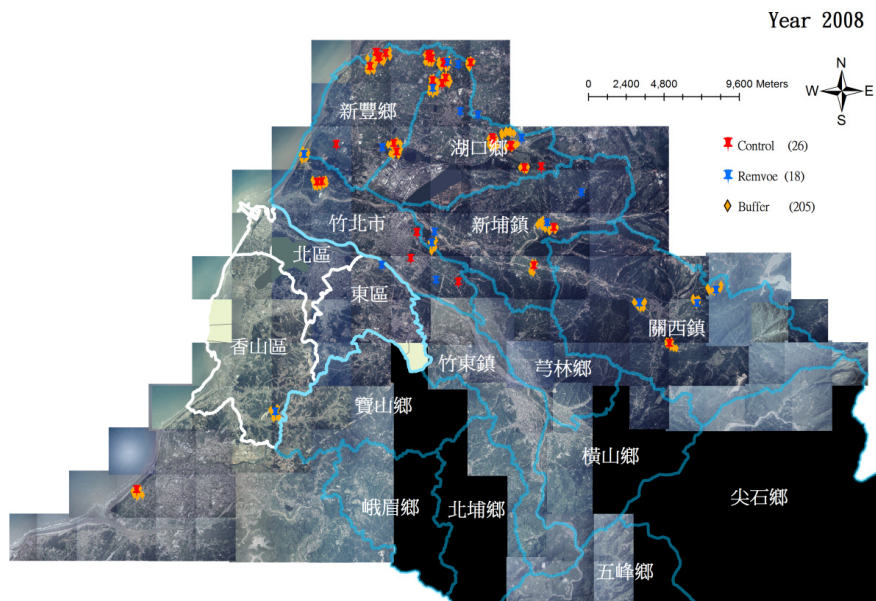 Year 2008
N
W E
S
0 2,400 4,800 9,600 Meters
Control (26)
Remvoe (18)
Buffer (205)
新豐鄉
湖口鄉
竹北市
新埔鎮
北區
東區
關西鎮
香山區
竹東鎮
芎林鄉
寶山鄉
橫山鄉
尖石鄉
峨眉鄉
北埔鄉
五峰鄉